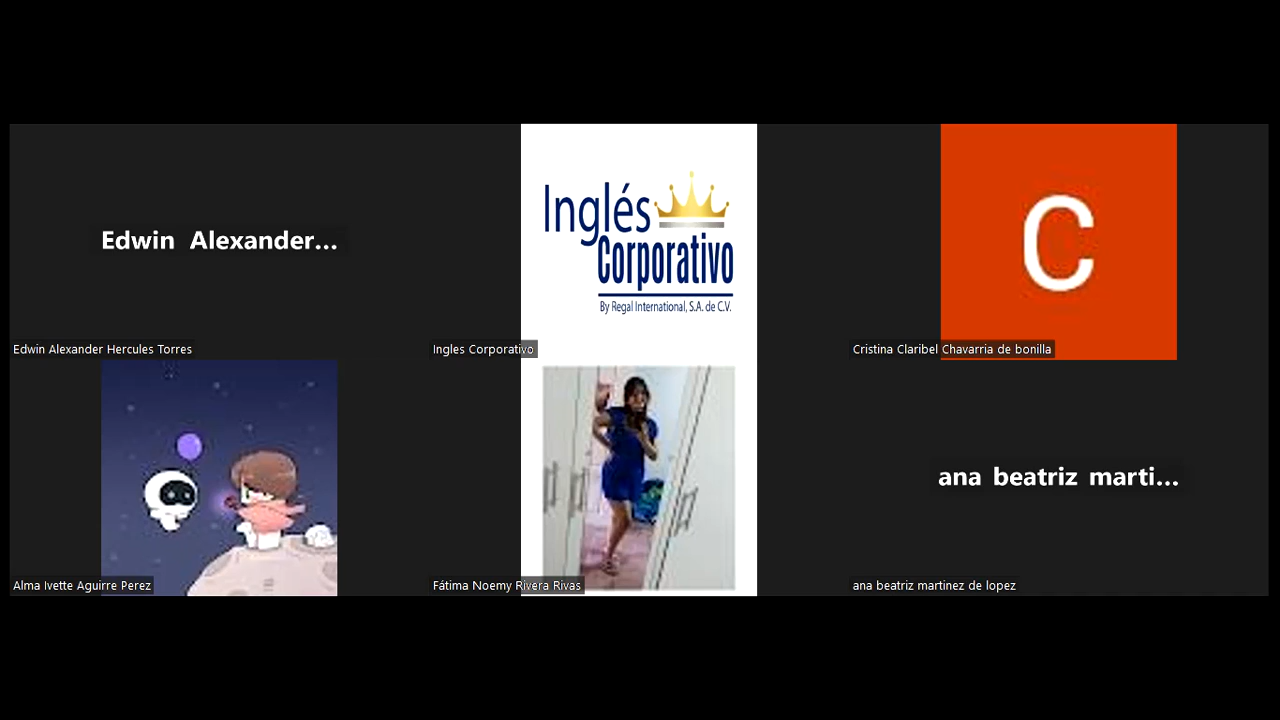 Edwin Alexander...
Edwin Alexander Hercules Torres
Inglés
Corporativo
By Regal International, S.A. de C.V.
Ingles Corporativo
C
Cristina Claribel Chavarria de bonilla
Alma Ivette Aguirre Perez
Fátima Noemy Rivera Rivas
ana beatriz marti...
ana beatriz martinez de lopez